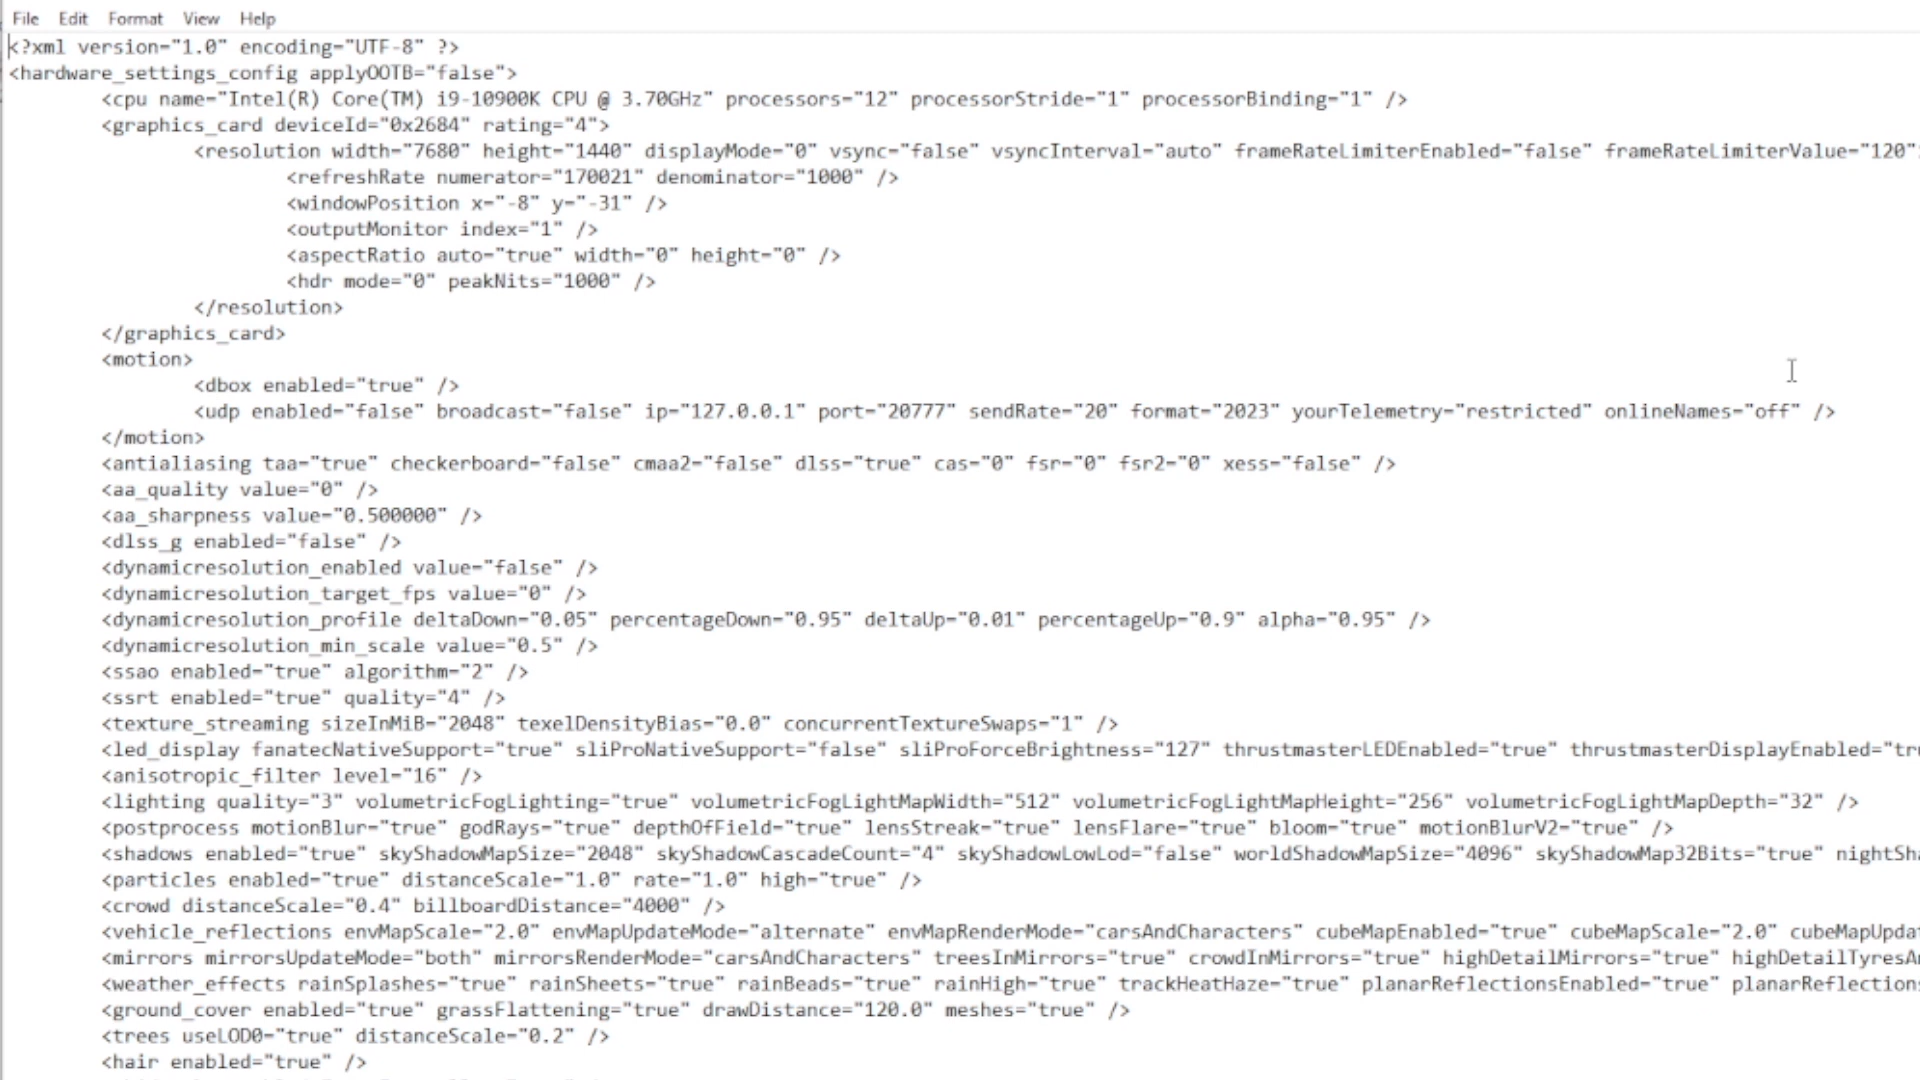 File Edit Format View Help
<?xml version="1.0" encoding="UTF-8" ?>
<hardware_settings_config applyOOTB="false">
<cpu name="Intel(R) Core(TM) i9-10900K CPU @ 3.70GHz" processors="12" processorStride="1" processorBinding="1" />
<graphics_card deviceId="0x2684" rating="4">
<resolution width="7680" height="1440" displayMode="0" vsync="false" vsyncInterval="auto" frameRateLimiterEnabled="false" frameRateLimiterValue="120"
<refreshRate numerator="170021" denominator="1000" />
<windowPosition x="-8" y="-31" />
<outputMonitor index="1" />
<aspectRatio auto="true" width="0" height="0" />
<hdr mode="0" peakNits="1000" />
</resolution>
</graphics_card>
<motion>
<dbox enabled="true" />
<udp enabled="false" broadcast="false" ip="127.0.0.1" port="20777" sendRate="20" format="2023" yourTelemetry="restricted" onlineNames="off" />
</motion>
<antialiasing taa="true" checkerboard="false" cmaa2="false" dlss="true" cas="0" fsr="0" fsr2="0" xess="false" />
<aa_quality value="0" />
<aa_sharpness value="0.500000" />
<dlss_g enabled="false" />
<dynamicresolution_enabled value="false" />
<dynamicresolution_target_fps value="0" />
<dynamicresolution_profile deltaDown="0.05" percentageDown="0.95" deltaUp="0.01" percentageUp="0.9" alpha="0.95" />
<dynamicresolution_min_scale value="0.5" />
<ssao enabled="true" algorithm="2" />
<ssrt enabled="true" quality="4" />
<texture_streaming sizeInMiB="2048" texelDensityBias="0.0" concurrentTextureSwaps="1" />
<led_display fanatecNativeSupport="true" sliProNativeSupport="false" sliProForceBrightness="127" thrustmasterLEDEnabled="true" thrustmasterDisplayEnabled="tru
<anisotropic_filter level="16" />
<lighting quality="3" volumetricFogLighting="true" volumetricFogLightMapWidth="512" volumetricFogLightMapHeight="256" volumetricFogLightMapDepth="32" />
<postprocess motionBlur="true" godRays="true" depthOfField="true" lensStreak="true" lensFlare="true" bloom="true" motionBlurV2="true" />
<shadows enabled="true" skyShadowMapSize="2048" skyShadowCascadeCount="4" skyShadowLowLod="false" worldShadowMapSize="4096" skyShadowMap32Bits="true" nightSha
<particles enabled="true" distanceScale="1.0" rate="1.0" high="true" />
<crowd distanceScale="0.4" billboardDistance="4000" />
<vehicle_reflections envMapScale="2.0" envMapUpdateMode="alternate" envMapRenderMode="carsAndCharacters" cubeMapEnabled="true" cubeMapScale="2.0" cubeMapUpdat
<mirrors mirrorsUpdateMode="both" mirrorsRenderMode="carsAndCharacters" treesInMirrors="true" crowdInMirrors="true" highDetailMirrors="true" highDetailTyresAn
<weather_effects rainSplashes="true" rainSheets="true" rainBeads="true" rainHigh="true" trackHeatHaze="true" planarReflectionsEnabled="true" planarReflections
<ground_cover enabled="true" grassFlattening="true" drawDistance="120.0" meshes="true" />
<trees useLOD0="true" distanceScale="0.2" />
<hair enabled="true" />